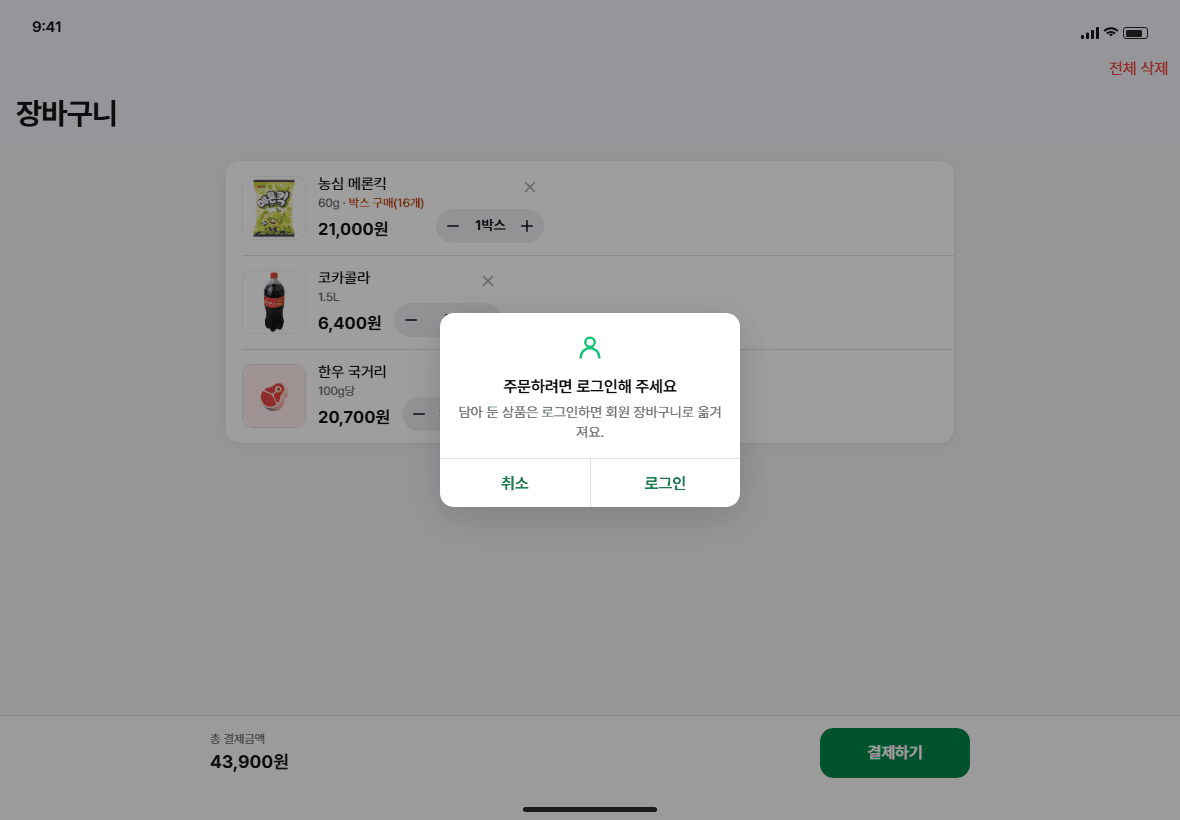 9:41
전체 삭제
장바구니
농심 메론킥
60g · 박스 구매(16개)
21,000원
1박스
코카콜라
1.5L
6,400원
한우 국거리
100g당
20,700원
주문하려면 로그인해 주세요
담아 둔 상품은 로그인하면 회원 장바구니로 옮겨
져요.
취소
로그인
총 결제금액
43,900원
결제하기